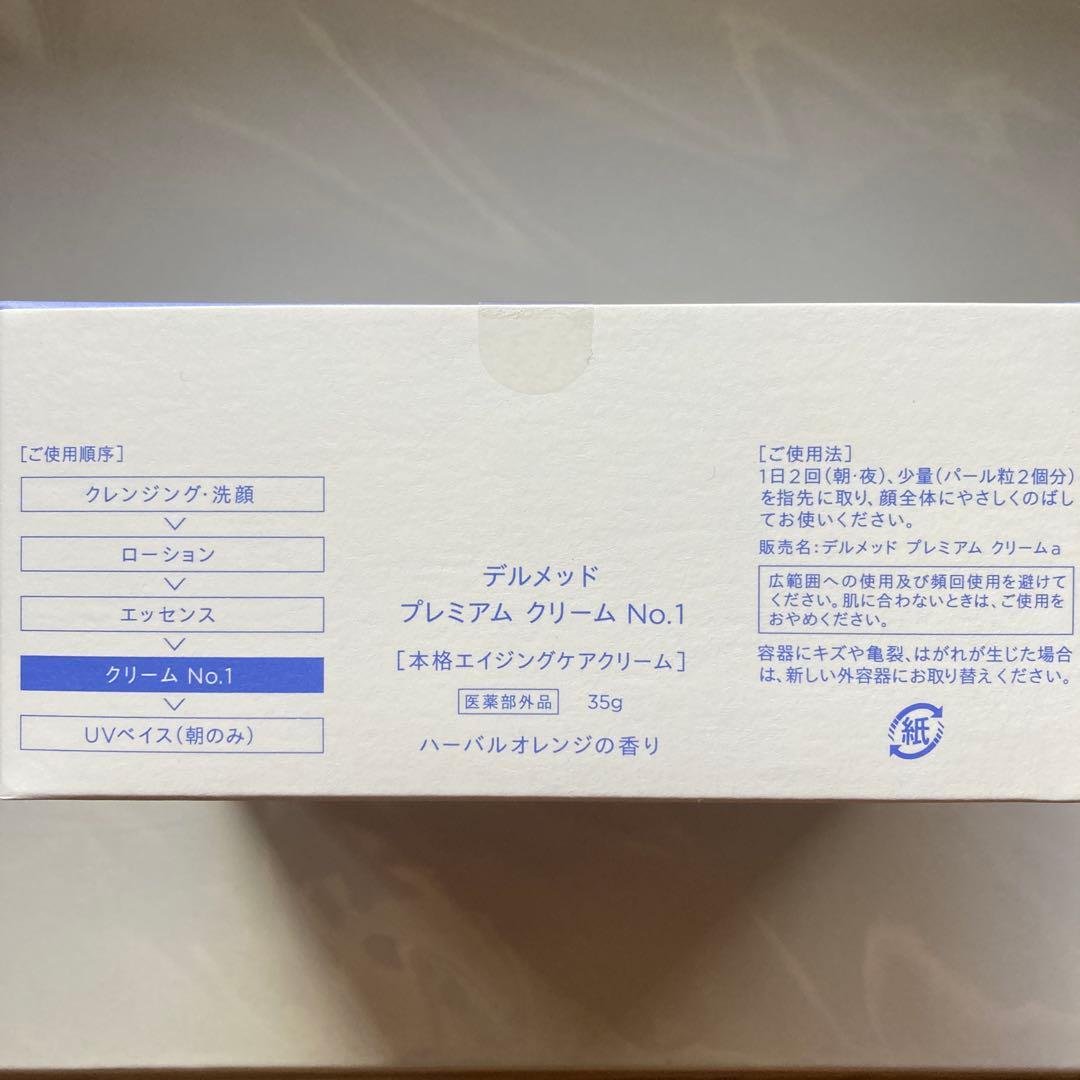 ［ご使用順序］
クレンジング・洗顔
ローション
エッセンス
クリーム No.1
UVベイス（朝のみ）
デルメッド
プレミアム クリーム No.1
［本格エイジングケアクリーム］
医薬部外品 35g
ハーバルオレンジの香り
［ご使用法］
1日2回（朝・夜）、少量（パール粒2個分）
を指先に取り、顔全体にやさしくのばし
てお使いください。
販売名：デルメッド プレミアム クリームa
広範囲への使用及び頻回使用を避けて
ください。肌に合わないときは、ご使用を
おやめください。
容器にキズや亀裂、はがれが生じた場合
は、新しい外容器にお取り替えください。
紙